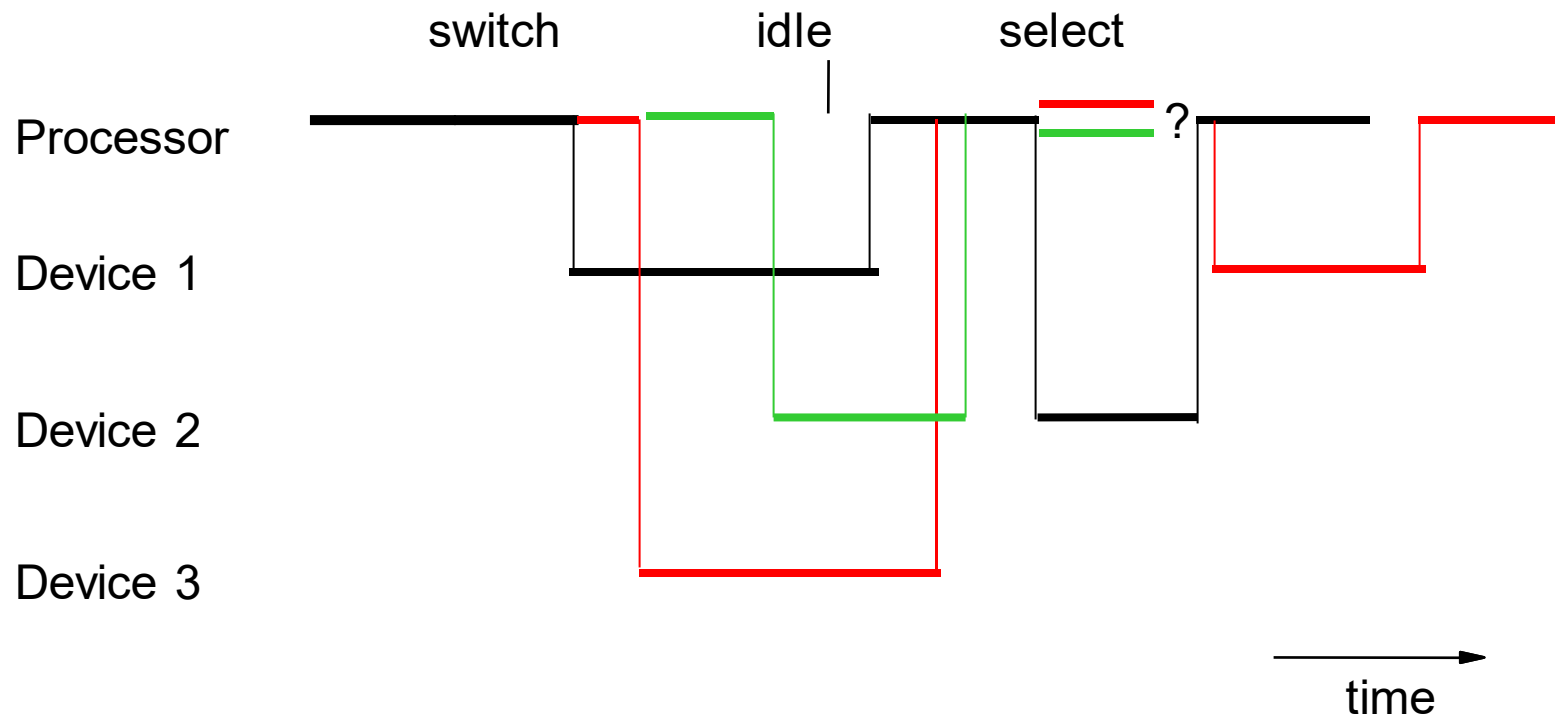 switch idle select
Processor
?
Device 1
Device 2
Device 3
time